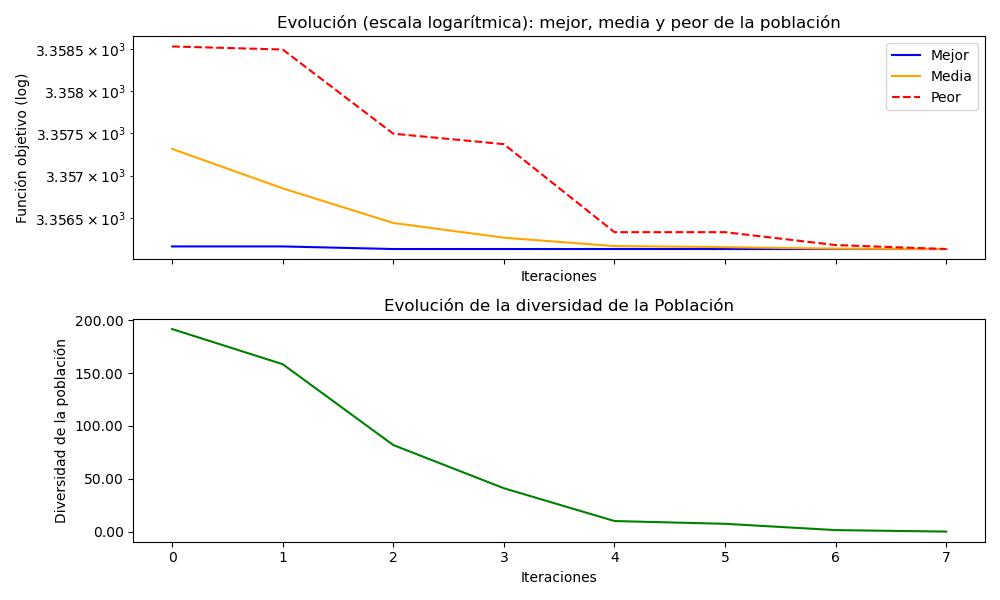 Evolución (escala logarítmica): mejor, media y peor de la población
3.3585 × 10³
3.358 × 10³
3.3575 × 10³
3.357 × 10³
3.3565 × 10³
Función objetivo (log)
Mejor
Media
Peor
Iteraciones
Evolución de la diversidad de la Población
200.00
150.00
100.00
50.00
0.00
Diversidad de la población
0 1 2 3 4 5 6 7
Iteraciones